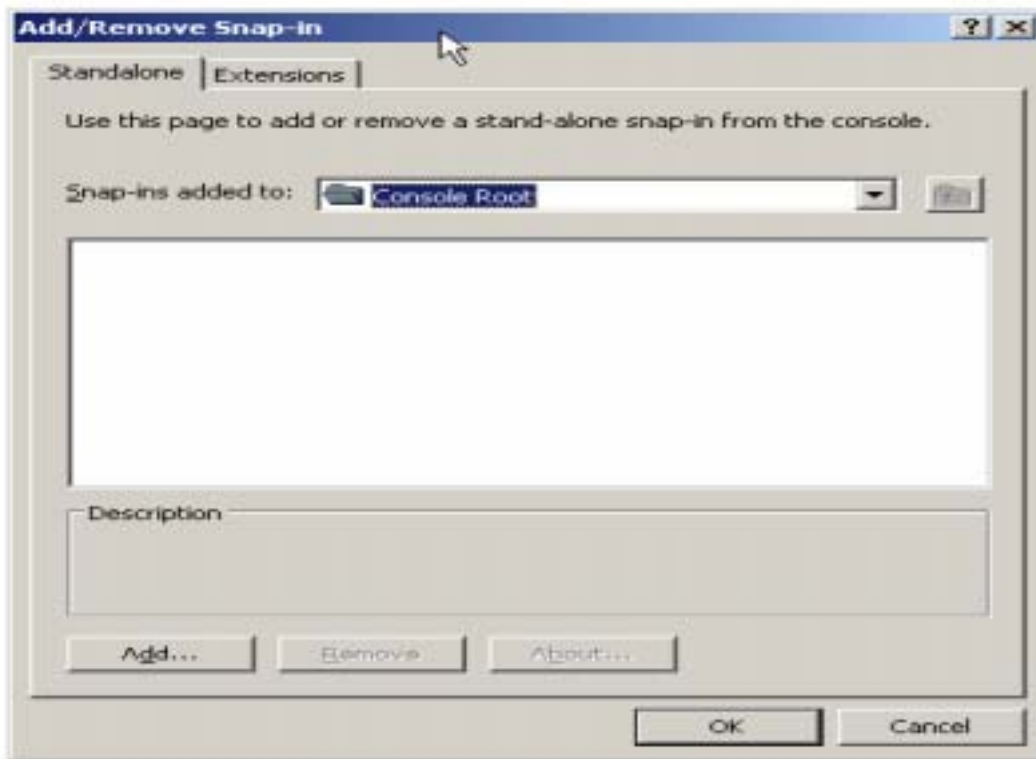 Add/Remove Snap-in
Standalone
Extensions
Use this page to add or remove a stand-alone snap-in from the console.
Snap-ins added to:
Console Root
Description
Add...
Remove
About...
OK
Cancel